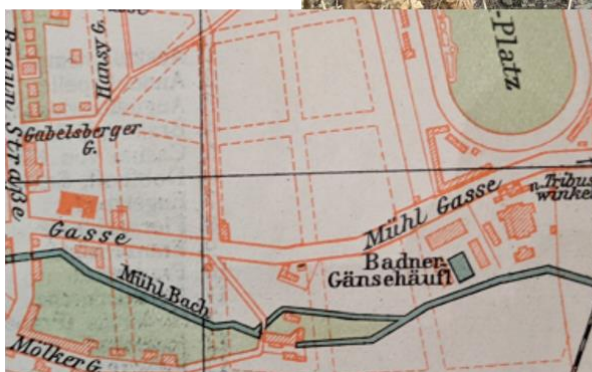 Braun Straße
Hansy G.
-Platz
Gabelsberger
G.
Gasse
Mühl Gasse
n. Tribus
winkel
Badner
Gänsehäufl
Mühl Bach
Mölker G.